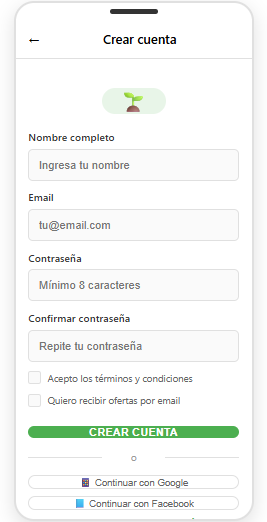 ← Crear cuenta
Nombre completo
Ingresa tu nombre
Email
tu@email.com
Contraseña
Mínimo 8 caracteres
Confirmar contraseña
Repite tu contraseña
Acepto los términos y condiciones
Quiero recibir ofertas por email
CREAR CUENTA
o
Continuar con Google
Continuar con Facebook